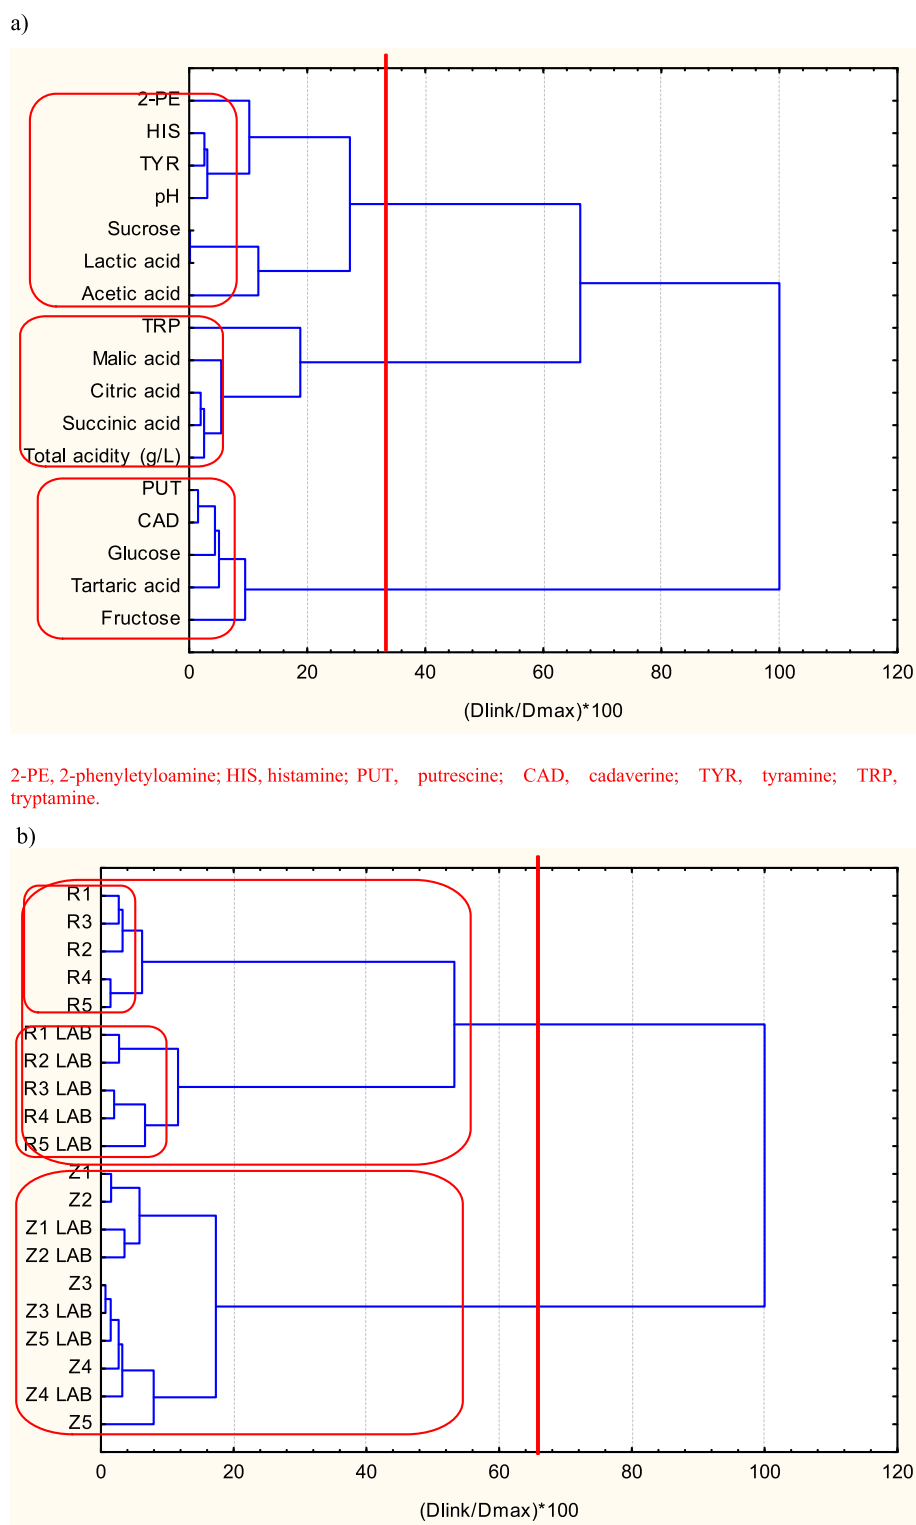 a)
2-PE
HIS
TYR
pH
Sucrose
Lactic acid
Acetic acid
TRP
Malic acid
Citric acid
Succinic acid
Total acidity (g/L)
PUT
CAD
Glucose
Tartaric acid
Fructose
0 20 40 60 80 100 120
(Dlink/Dmax)*100
2-PE, 2-phenyletyloamine; HIS, histamine; PUT, putrescine; CAD, cadaverine; TYR, tyramine; TRP,
tryptamine.
b)
R1
R3
R2
R4
R5
R1 LAB
R2 LAB
R3 LAB
R4 LAB
R5 LAB
Z1
Z2
Z1 LAB
Z2 LAB
Z3
Z3 LAB
Z5 LAB
Z4
Z4 LAB
Z5
0 20 40 60 80 100 120
(Dlink/Dmax)*100